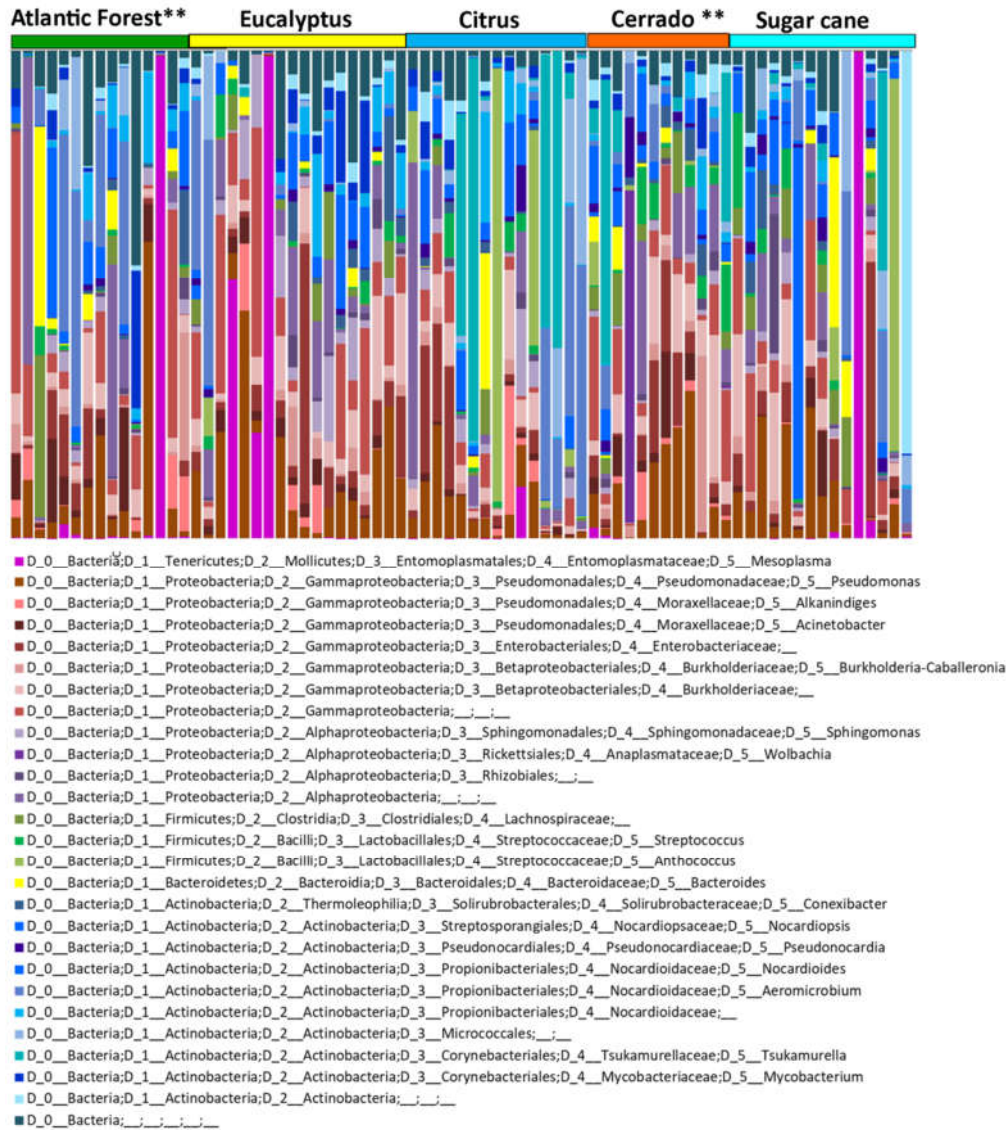 Atlantic Forest** Eucalyptus Citrus Cerrado ** Sugar cane
D_0__Bacteria;D_1__Tenericutes;D_2__Mollicutes;D_3__Entomoplasmatales;D_4__Entomoplasmataceae;D_5__Mesoplasma
D_0__Bacteria;D_1__Proteobacteria;D_2__Gammaproteobacteria;D_3__Pseudomonadales;D_4__Pseudomonadaceae;D_5__Pseudomonas
D_0__Bacteria;D_1__Proteobacteria;D_2__Gammaproteobacteria;D_3__Pseudomonadales;D_4__Moraxellaceae;D_5__Alkanindiges
D_0__Bacteria;D_1__Proteobacteria;D_2__Gammaproteobacteria;D_3__Pseudomonadales;D_4__Moraxellaceae;D_5__Acinetobacter
D_0__Bacteria;D_1__Proteobacteria;D_2__Gammaproteobacteria;D_3__Enterobacteriales;D_4__Enterobacteriaceae;__
D_0__Bacteria;D_1__Proteobacteria;D_2__Gammaproteobacteria;D_3__Betaproteobacteriales;D_4__Burkholderiaceae;D_5__Burkholderia-Caballeronia
D_0__Bacteria;D_1__Proteobacteria;D_2__Gammaproteobacteria;D_3__Betaproteobacteriales;D_4__Burkholderiaceae;__
D_0__Bacteria;D_1__Proteobacteria;D_2__Gammaproteobacteria;__;__;__
D_0__Bacteria;D_1__Proteobacteria;D_2__Alphaproteobacteria;D_3__Sphingomonadales;D_4__Sphingomonadaceae;D_5__Sphingomonas
D_0__Bacteria;D_1__Proteobacteria;D_2__Alphaproteobacteria;D_3__Rickettsiales;D_4__Anaplasmataceae;D_5__Wolbachia
D_0__Bacteria;D_1__Proteobacteria;D_2__Alphaproteobacteria;D_3__Rhizobiales;__;__
D_0__Bacteria;D_1__Proteobacteria;D_2__Alphaproteobacteria;__;__;__
D_0__Bacteria;D_1__Firmicutes;D_2__Clostridia;D_3__Clostridiales;D_4__Lachnospiraceae;__
D_0__Bacteria;D_1__Firmicutes;D_2__Bacilli;D_3__Lactobacillales;D_4__Streptococcaceae;D_5__Streptococcus
D_0__Bacteria;D_1__Firmicutes;D_2__Bacilli;D_3__Lactobacillales;D_4__Streptococcaceae;D_5__Anthococcus
D_0__Bacteria;D_1__Bacteroidetes;D_2__Bacteroidia;D_3__Bacteroidales;D_4__Bacteroidaceae;D_5__Bacteroides
D_0__Bacteria;D_1__Actinobacteria;D_2__Thermoleophilia;D_3__Solirubrobacterales;D_4__Solirubrobacteraceae;D_5__Conexibacter
D_0__Bacteria;D_1__Actinobacteria;D_2__Actinobacteria;D_3__Streptosporangiales;D_4__Nocardiopsaceae;D_5__Nocardiopsis
D_0__Bacteria;D_1__Actinobacteria;D_2__Actinobacteria;D_3__Pseudonocardiales;D_4__Pseudonocardiaceae;D_5__Pseudonocardia
D_0__Bacteria;D_1__Actinobacteria;D_2__Actinobacteria;D_3__Propionibacteriales;D_4__Nocardioidaceae;D_5__Nocardioides
D_0__Bacteria;D_1__Actinobacteria;D_2__Actinobacteria;D_3__Propionibacteriales;D_4__Nocardioidaceae;D_5__Aeromicrobium
D_0__Bacteria;D_1__Actinobacteria;D_2__Actinobacteria;D_3__Propionibacteriales;D_4__Nocardioidaceae;__
D_0__Bacteria;D_1__Actinobacteria;D_2__Actinobacteria;D_3__Micrococcales;__;__
D_0__Bacteria;D_1__Actinobacteria;D_2__Actinobacteria;D_3__Corynebacteriales;D_4__Tsukamurellaceae;D_5__Tsukamurella
D_0__Bacteria;D_1__Actinobacteria;D_2__Actinobacteria;D_3__Corynebacteriales;D_4__Mycobacteriaceae;D_5__Mycobacterium
D_0__Bacteria;D_1__Actinobacteria;D_2__Actinobacteria;__;__;__
D_0__Bacteria;__;__;__;__;__